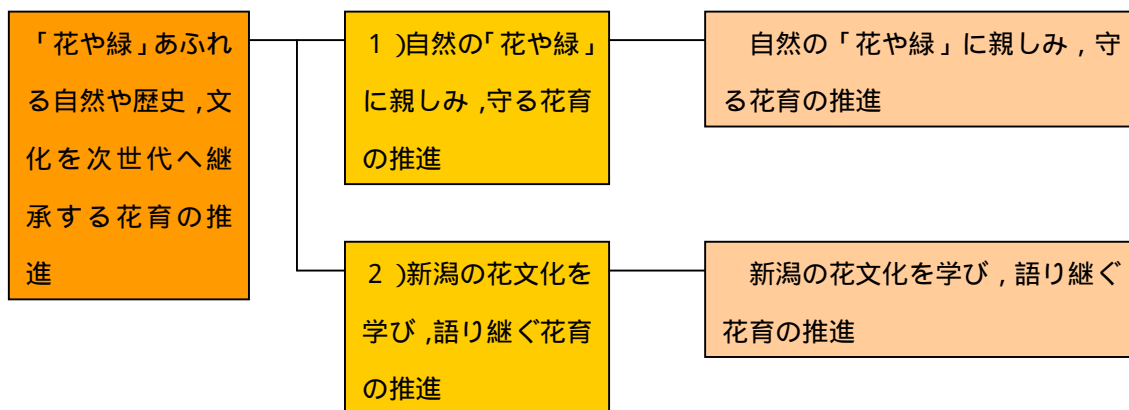 「花や緑」あふれ
る自然や歴史,文
化を次世代へ継
承する花育の推
進
1)自然の「花や緑」
に親しみ,守る花育
の推進
自然の「花や緑」に親しみ,守
る花育の推進
2)新潟の花文化を
学び,語り継ぐ花育
の推進
新潟の花文化を学び,語り継ぐ
花育の推進